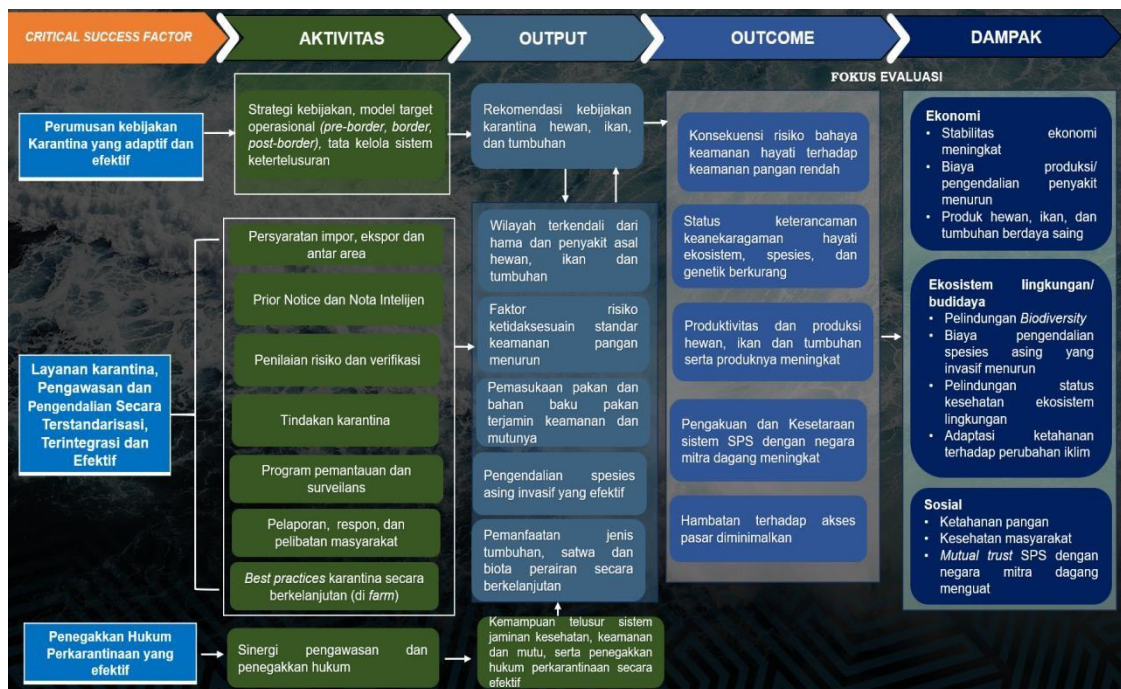 CRITICAL SUCCESS FACTOR
AKTIVITAS
OUTPUT
OUTCOME
DAMPAK
FOKUS EVALUASI
Perumusan kebijakan
Karantina yang adaptif dan
efektif
Strategi kebijakan, model target
operasional (pre-border, border,
post-border), tata kelola sistem
ketertelusuran
Rekomendasi kebijakan
karantina hewan, ikan,
dan tumbuhan
Layanan karantina,
Pengawasan dan
Pengendalian Secara
Terstandarisasi,
Terintegrasi dan
Efektif
Persyaratan impor, ekspor dan
antar area
Prior Notice dan Nota Intelijen
Penilaian risiko dan verifikasi
Tindakan karantina
Program pemantauan dan
surveilans
Pelaporan, respon, dan
pelibatan masyarakat
Best practices karantina secara
berkelanjutan (di farm)
Wilayah terkendali dari
hama dan penyakit asal
hewan, ikan dan
tumbuhan
Faktor risiko
ketidaksesuain standar
keamanan pangan
menurun
Pemasukaan pakan dan
bahan baku pakan
terjamin keamanan dan
mutunya
Pengendalian spesies
asing invasif yang efektif
Pemanfaatan jenis
tumbuhan, satwa dan
biota perairan secara
berkelanjutan
Penegakkan Hukum
Perkarantinaan yang
efektif
Sinergi pengawasan dan
penegakkan hukum
Kemampuan telusur sistem
jaminan kesehatan, keamanan
dan mutu, serta penegakkan
hukum perkarantinaan secara
efektif
Konsekuensi risiko bahaya
keamanan hayati terhadap
keamanan pangan rendah
Status keterancaman
keanekaragaman hayati
ekosistem, spesies, dan
genetik berkurang
Produktivitas dan produksi
hewan, ikan dan tumbuhan
serta produknya meningkat
Pengakuan dan Kesetaraan
sistem SPS dengan negara
mitra dagang meningkat
Hambatan terhadap akses
pasar diminimalkan
Ekonomi
• Stabilitas ekonomi
meningkat
• Biaya produksi/
pengendalian penyakit
menurun
• Produk hewan, ikan, dan
tumbuhan berdaya saing
Ekosistem lingkungan/
budidaya
• Pelindungan Biodiversity
• Biaya pengendalian
spesies asing yang
invasif menurun
• Pelindungan status
kesehatan ekosistem
lingkungan
• Adaptasi ketahanan
terhadap perubahan iklim
Sosial
• Ketahanan pangan
• Kesehatan masyarakat
• Mutual trust SPS dengan
negara mitra dagang
menguat